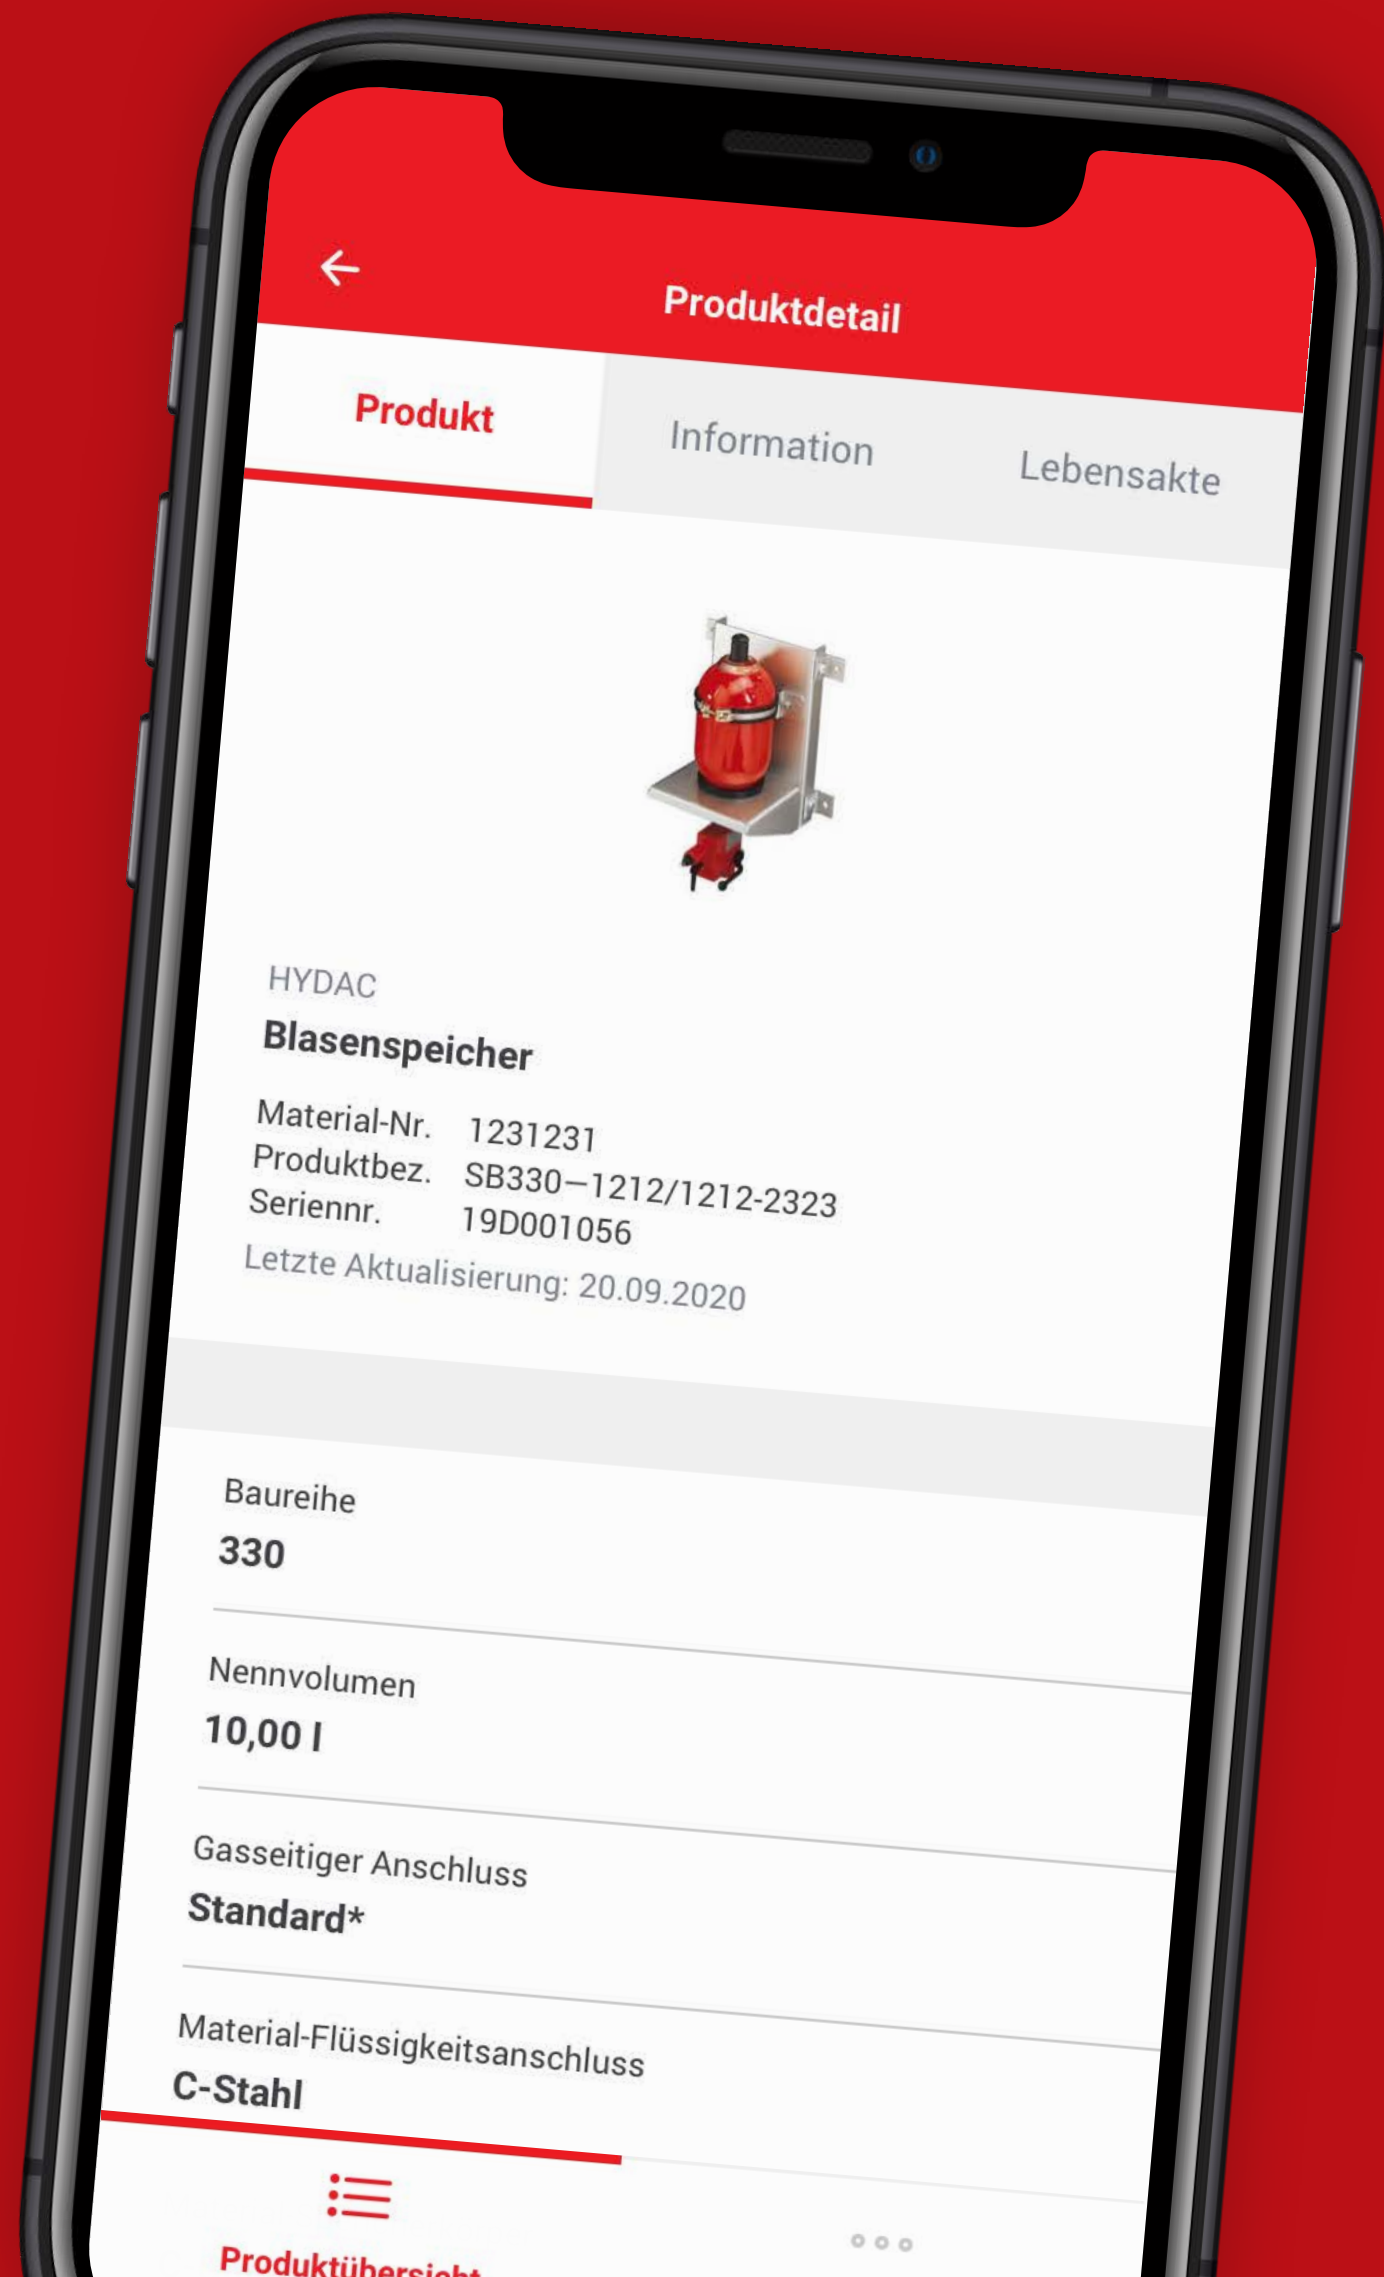 Produktdetail
Produkt
Information
Lebensakte
HYDAC
Blasenspeicher
Material-Nr. 1231231
Produktbez. SB330–1212/1212-2323
Seriennr. 19D001056
Letzte Aktualisierung: 20.09.2020
Baureihe
330
Nennvolumen
10,00 l
Gasseitiger Anschluss
Standard*
Material-Flüssigkeitsanschluss
C-Stahl
Produktübersicht